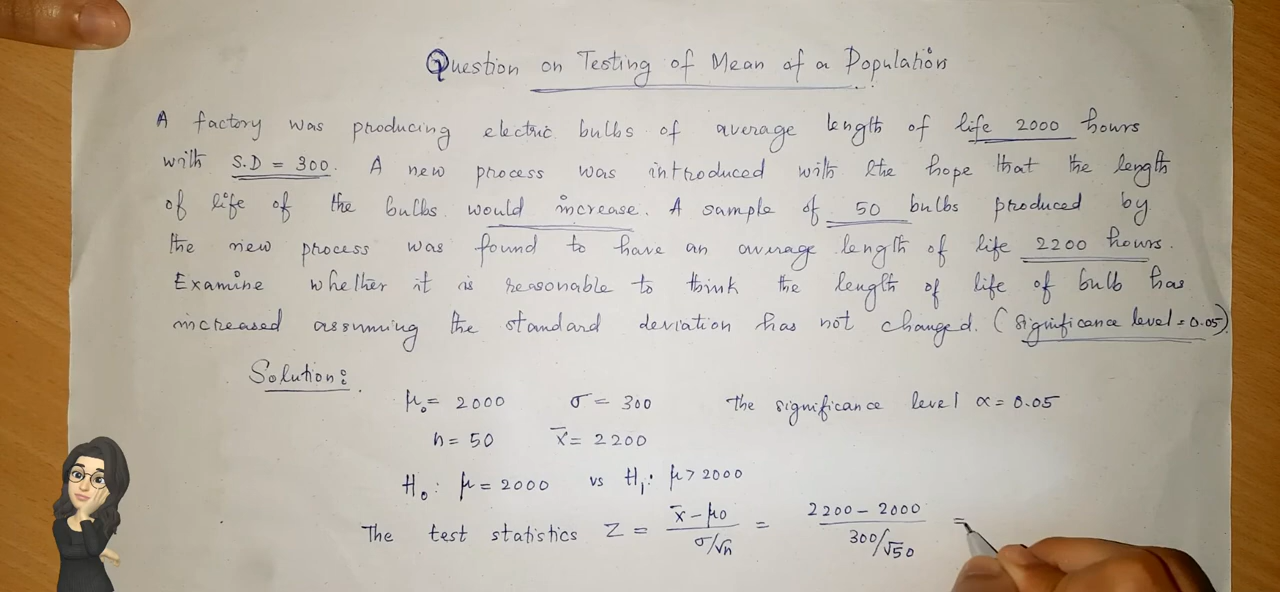 Question on Testing of Mean of a Population
A factory was producing electric bulbs of average length of life 2000 hours
with S.D = 300. A new process was introduced with the hope that the length
of life of the bulbs would increase. A sample of 50 bulbs produced by
the new process was found to have an average length of life 2200 hours.
Examine whether it is reasonable to think the length of life of bulb has
increased assuming the standard deviation has not changed. (significance level = 0.05)
Solution:
μ₀ = 2000 σ = 300 The significance level α = 0.05
n = 50 x̄ = 2200
H₀: μ = 2000 vs H₁: μ > 2000
The test statistics Z = (x̄ - μ0)/(σ/√n) = (2200 - 2000)/(300/√50) =